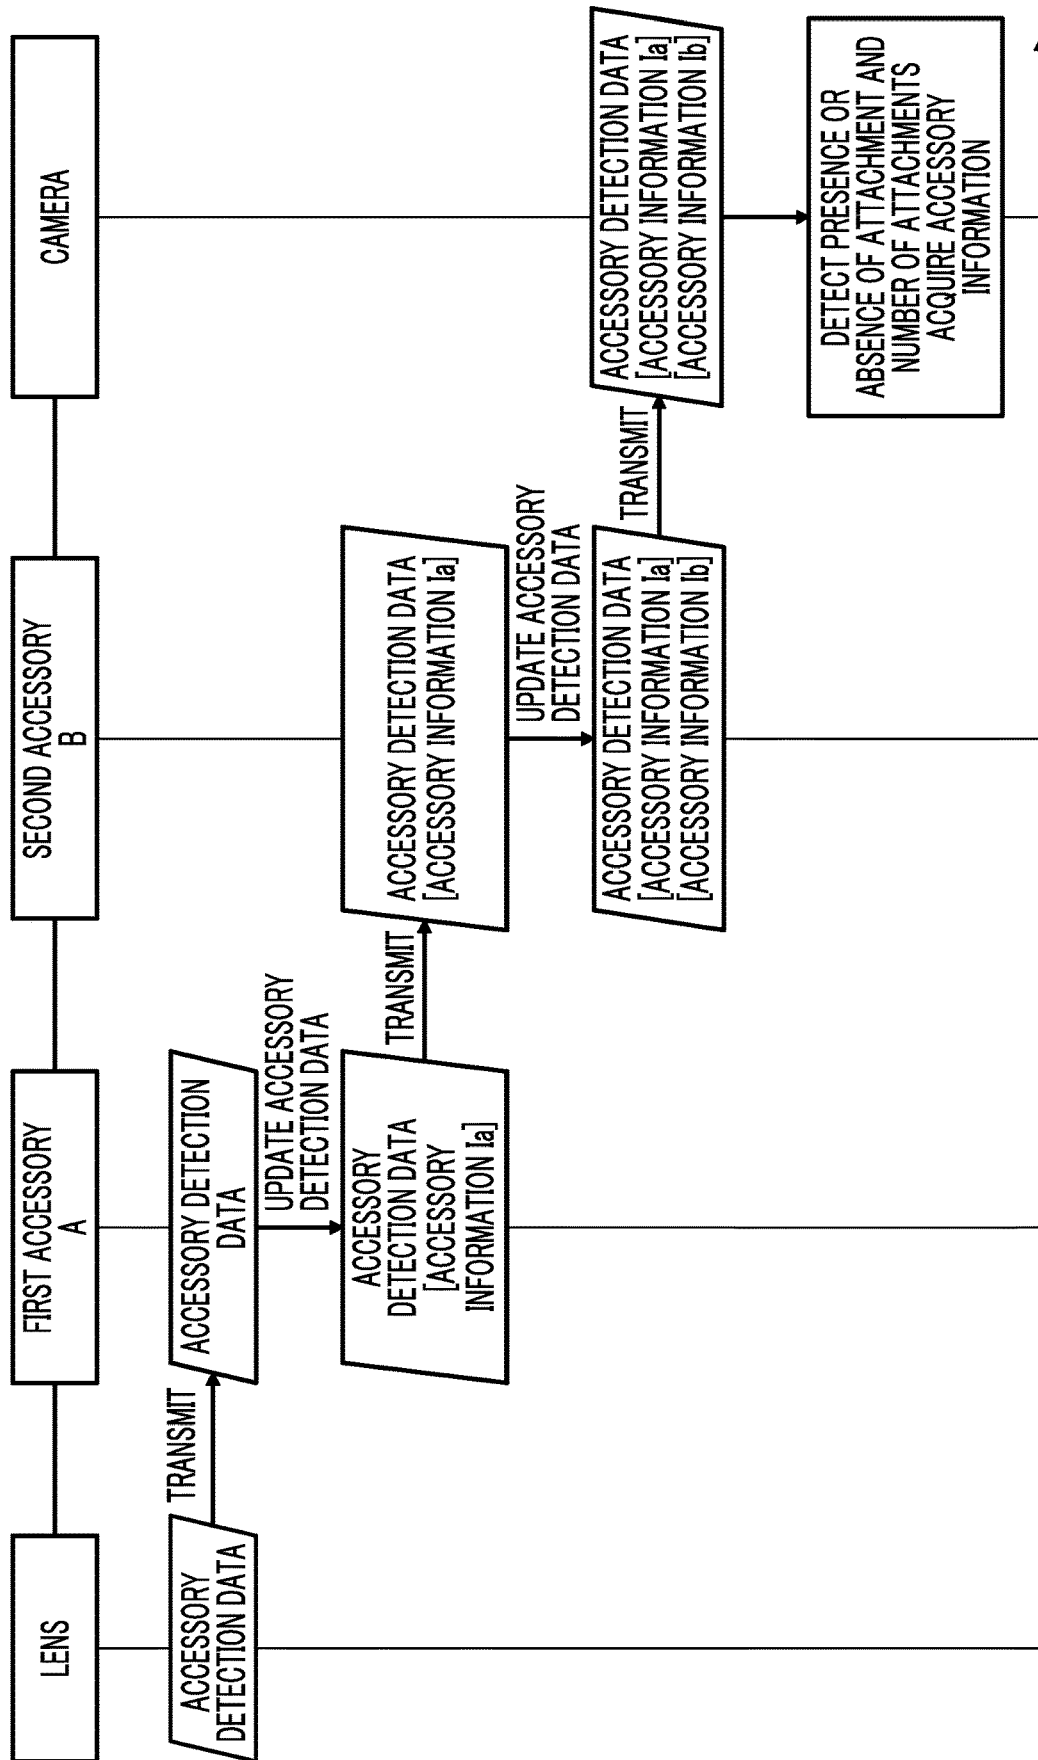 LENS
FIRST ACCESSORY
A
SECOND ACCESSORY
B
CAMERA
ACCESSORY
DETECTION DATA
TRANSMIT
ACCESSORY DETECTION
DATA
UPDATE ACCESSORY
DETECTION DATA
ACCESSORY
DETECTION DATA
[ACCESSORY
INFORMATION Ia]
TRANSMIT
ACCESSORY DETECTION DATA
[ACCESSORY INFORMATION Ia]
UPDATE ACCESSORY
DETECTION DATA
ACCESSORY DETECTION DATA
[ACCESSORY INFORMATION Ia]
[ACCESSORY INFORMATION Ib]
TRANSMIT
ACCESSORY DETECTION DATA
[ACCESSORY INFORMATION Ia]
[ACCESSORY INFORMATION Ib]
DETECT PRESENCE OR
ABSENCE OF ATTACHMENT AND
NUMBER OF ATTACHMENTS
ACQUIRE ACCESSORY
INFORMATION